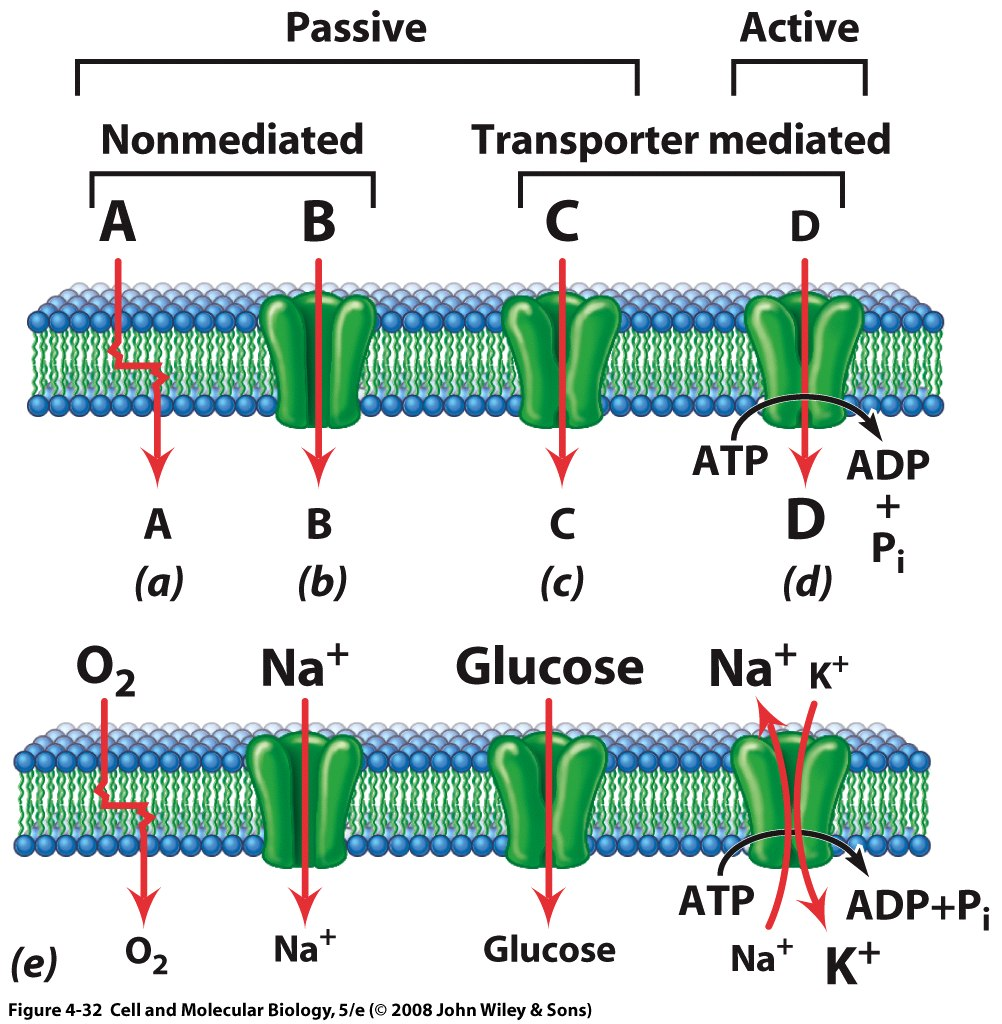 Passive Active
Nonmediated Transporter mediated
A B C D
ATP ADP
+
Pi
A B C D
(a) (b) (c) (d)
O2 Na+ Glucose Na+ K+
ATP ADP+Pi
O2 Na+ Glucose Na+ K+
(e)
Figure 4-32 Cell and Molecular Biology, 5/e (© 2008 John Wiley & Sons)